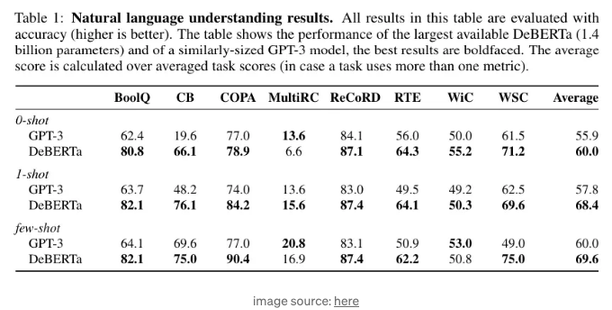 Table 1: Natural language understanding results. All results in this table are evaluated with
accuracy (higher is better). The table shows the performance of the largest available DeBERTa (1.4
billion parameters) and of a similarly-sized GPT-3 model, the best results are boldfaced. The average
score is calculated over averaged task scores (in case a task uses more than one metric).
BoolQ CB COPA MultiRC ReCoRD RTE WiC WSC Average
0-shot
GPT-3 62.4 19.6 77.0 13.6 84.1 56.0 50.0 61.5 55.9
DeBERTa 80.8 66.1 78.9 6.6 87.1 64.3 55.2 71.2 60.0
1-shot
GPT-3 63.7 48.2 74.0 13.6 83.0 49.5 49.2 62.5 57.8
DeBERTa 82.1 76.1 84.2 15.6 87.4 64.1 50.3 69.6 68.4
few-shot
GPT-3 64.1 69.6 77.0 20.8 83.1 50.9 53.0 49.0 60.0
DeBERTa 82.1 75.0 90.4 16.9 87.4 62.2 50.8 75.0 69.6
image source: here